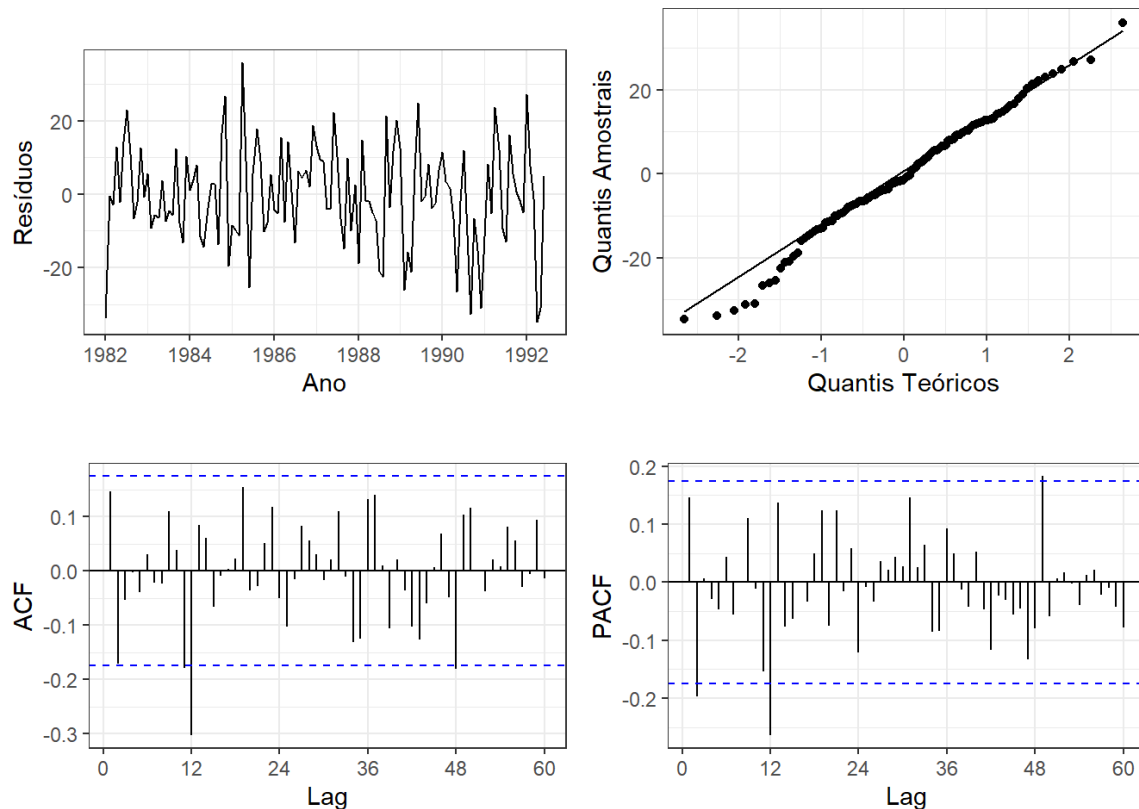 Resíduos
20
0
-20
1982 1984 1986 1988 1990 1992
Ano
Quantis Amostrais
20
0
-20
-2 -1 0 1 2
Quantis Teóricos
ACF
0.1
0.0
-0.1
-0.2
-0.3
0 12 24 36 48 60
Lag
PACF
0.2
0.1
0.0
-0.1
-0.2
0 12 24 36 48 60
Lag